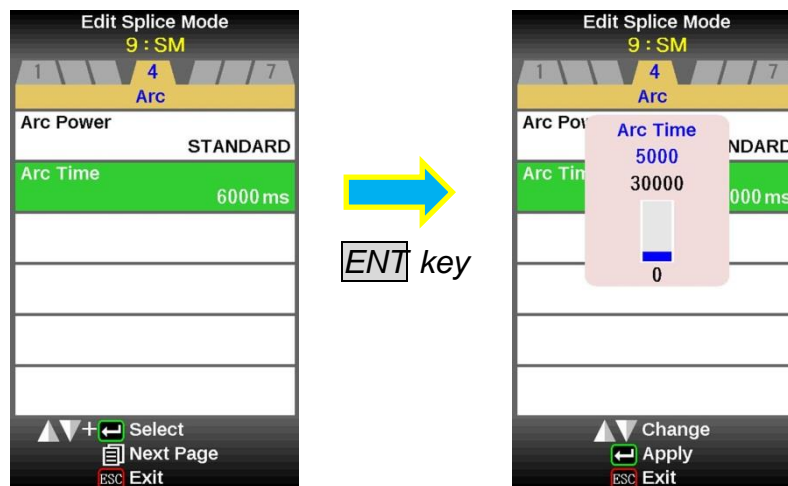 Edit Splice Mode
9 : SM
1 4 7
Arc
Arc Power
STANDARD
Arc Time
6000 ms
+ Select
Next Page
ESC Exit
ENT key
Edit Splice Mode
9 : SM
1 4 7
Arc
Arc Pow
NDARD
Arc Tim
000 ms
Arc Time
5000
30000
0
Change
Apply
ESC Exit